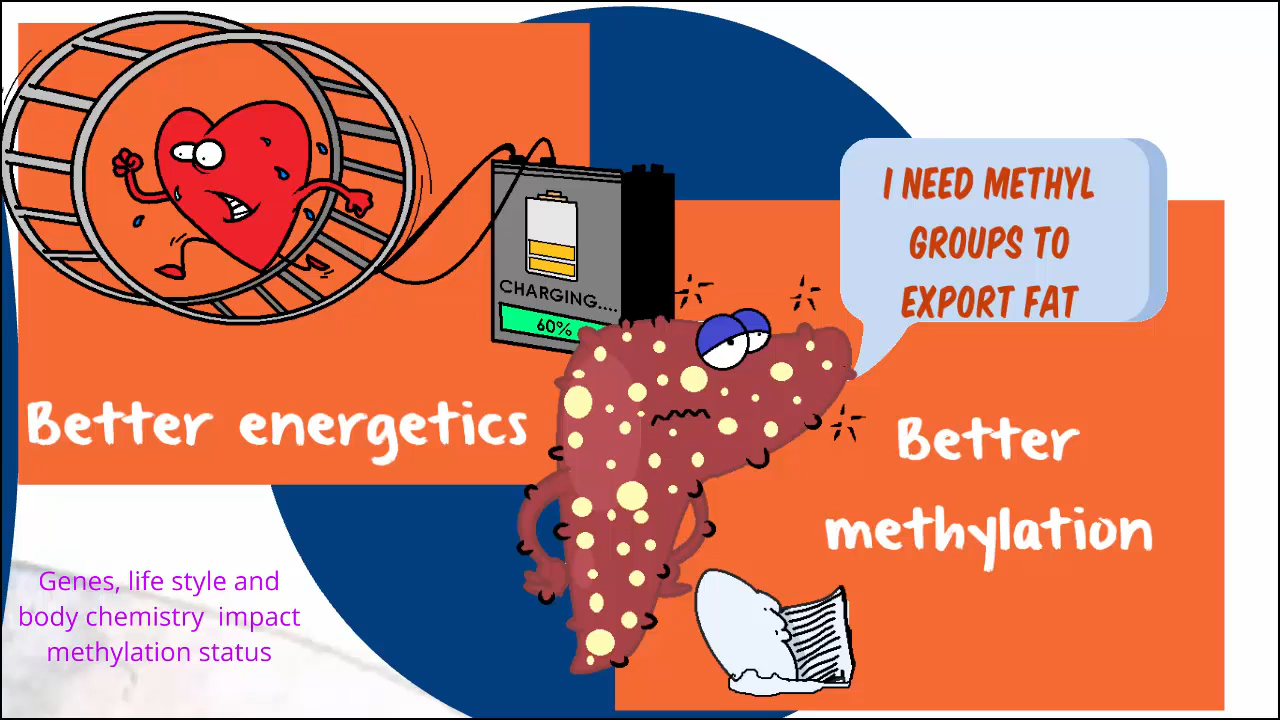 I NEED METHYL
GROUPS TO
EXPORT FAT
CHARGING....
60%
Better energetics
Better
methylation
Genes, life style and
body chemistry impact
methylation status